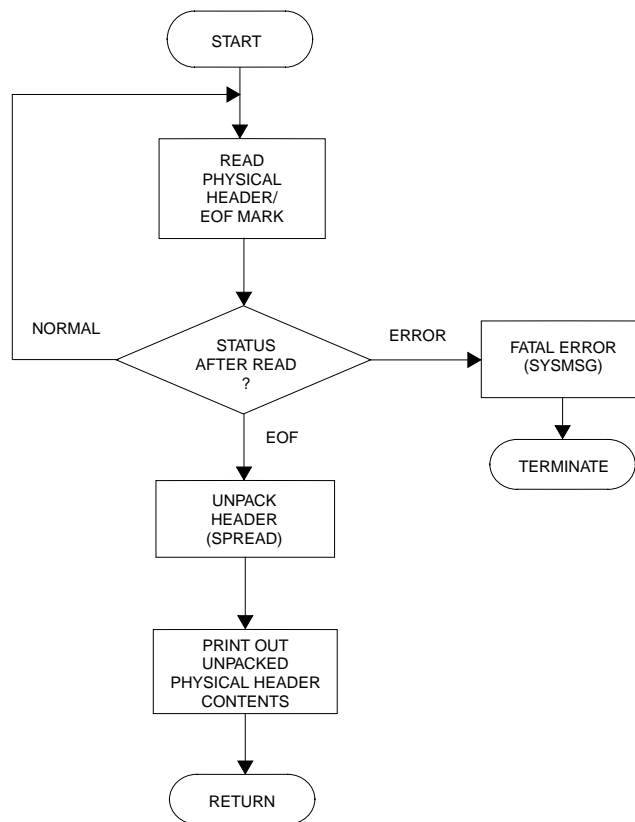 START
READ
PHYSICAL
HEADER/
EOF MARK
NORMAL
STATUS
AFTER READ
?
ERROR
FATAL ERROR
(SYSMSG)
TERMINATE
EOF
UNPACK
HEADER
(SPREAD)
PRINT OUT
UNPACKED
PHYSICAL HEADER
CONTENTS
RETURN